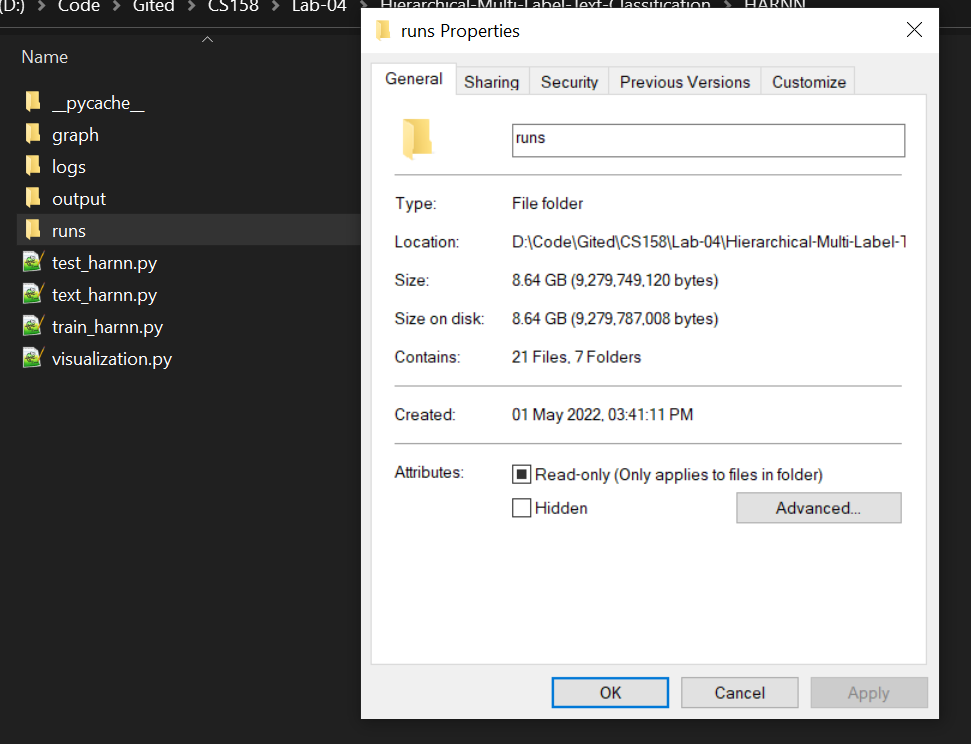 (D:) > Code > Gited > CS158 > Lab-04 > Hierarchical-Multi-Label-Text-Classification > HARNN
Name
__pycache__
graph
logs
output
runs
test_harnn.py
text_harnn.py
train_harnn.py
visualization.py
runs Properties
General Sharing Security Previous Versions Customize
runs
Type: File folder
Location: D:\Code\Gited\CS158\Lab-04\Hierarchical-Multi-Label-T
Size: 8.64 GB (9,279,749,120 bytes)
Size on disk: 8.64 GB (9,279,787,008 bytes)
Contains: 21 Files, 7 Folders
Created: 01 May 2022, 03:41:11 PM
Attributes: Read-only (Only applies to files in folder)
Hidden Advanced...
OK Cancel Apply